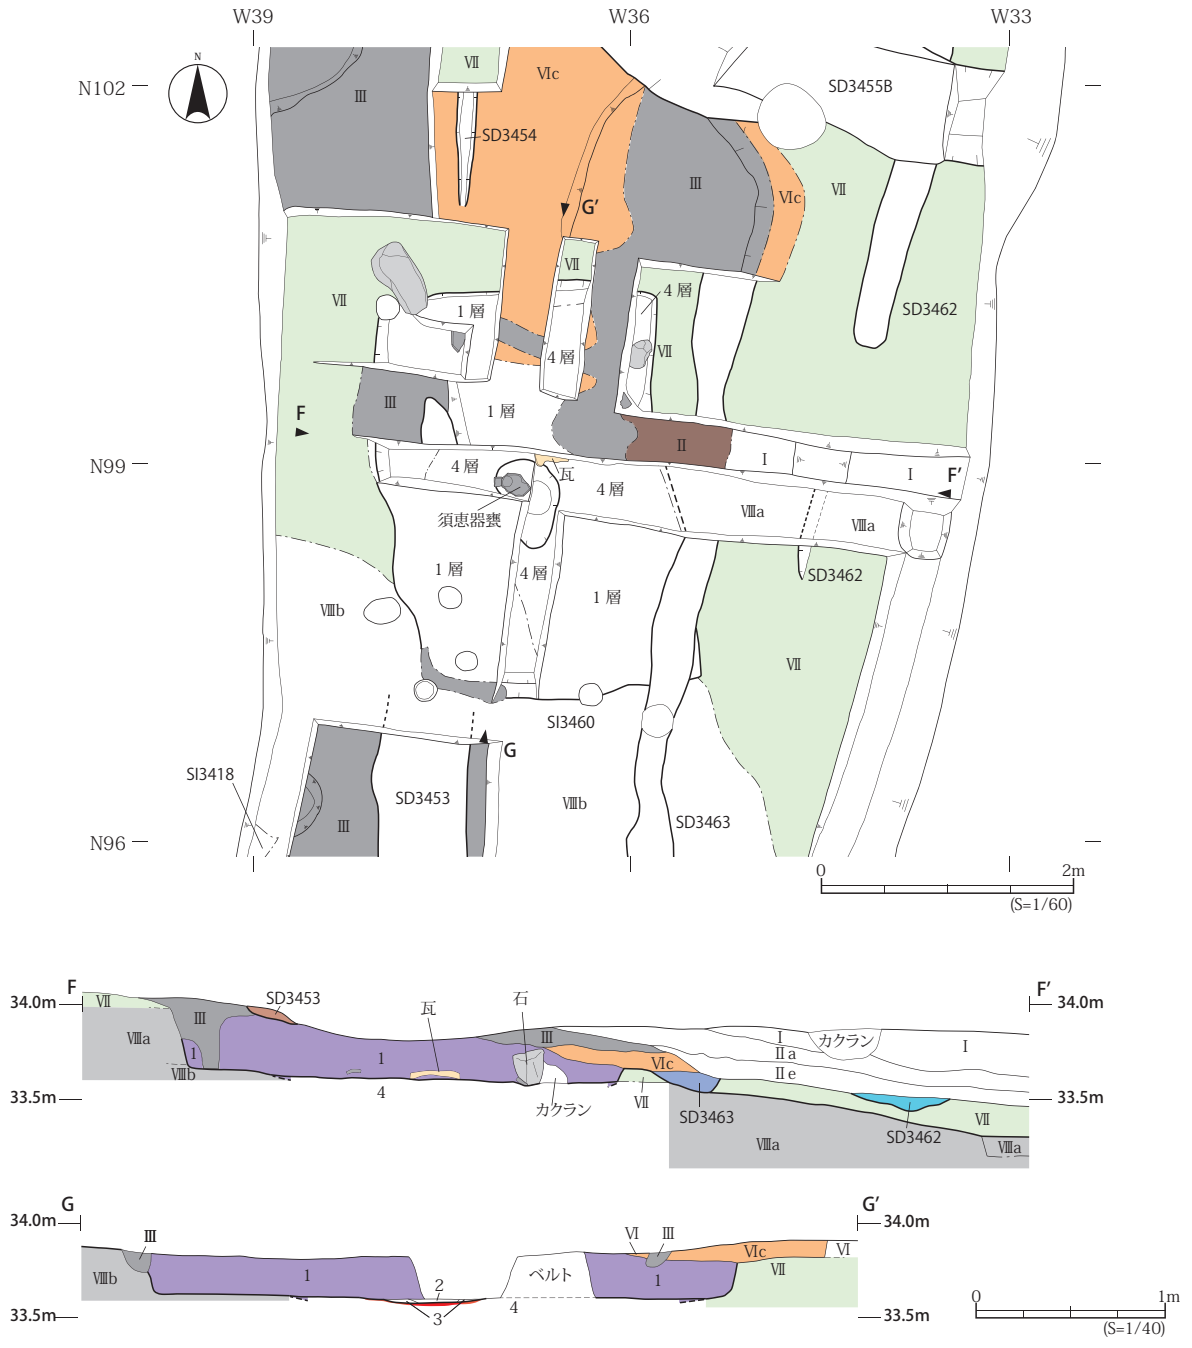 W39
W36
W33
N
N102
Ⅶ
Ⅵc
SD3455B
Ⅲ
SD3454
Ⅲ
Ⅶ
Ⅵc
G'
Ⅶ
Ⅶ
4層
1層
SD3462
4層
Ⅶ
Ⅲ
1層
F
Ⅱ
Ⅰ
N99
4層
瓦
Ⅰ
F'
4層
須恵器甕
Ⅷa
Ⅷa
1層
4層
SD3462
1層
Ⅷb
Ⅶ
SI3460
G
SI3418
SD3453
Ⅷb
SD3463
Ⅲ
N96
0
2m
(S=1/60)
F
F'
34.0m
Ⅶ
SD3453
瓦
石
34.0m
Ⅲ
Ⅲ
Ⅰ
カクラン
Ⅰ
Ⅷa
1
1
Ⅱa
Ⅵc
Ⅱe
Ⅷb
4
33.5m
カクラン
Ⅶ
SD3463
Ⅶ
33.5m
SD3462
Ⅷa
Ⅷa
G
G'
34.0m
34.0m
Ⅲ
Ⅵ
Ⅲ
Ⅵc
Ⅵ
Ⅷb
1
ベルト
1
Ⅶ
2
4
3
33.5m
33.5m
0
1m
(S=1/40)